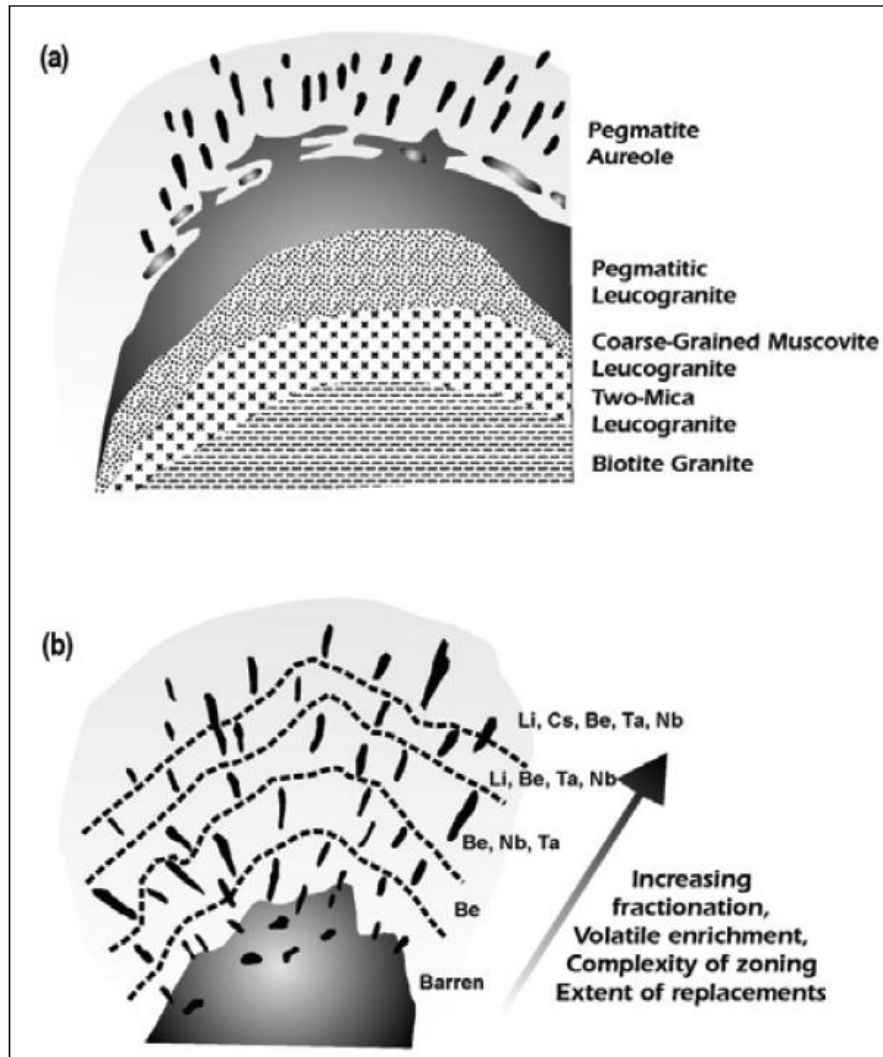 (a)
Pegmatite
Aureole
Pegmatitic
Leucogranite
Coarse-Grained Muscovite
Leucogranite
Two-Mica
Leucogranite
Biotite Granite
(b)
Li, Cs, Be, Ta, Nb
Li, Be, Ta, Nb
Be, Nb, Ta
Be
Barren
Increasing
fractionation,
Volatile enrichment,
Complexity of zoning
Extent of replacements